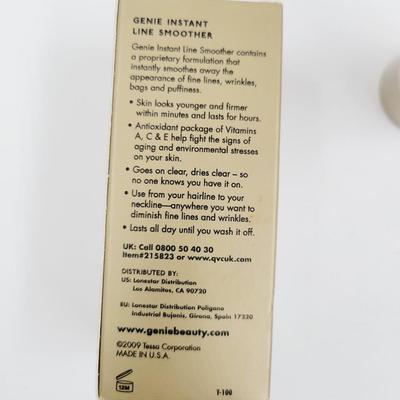 GENIE INSTANT
LINE SMOOTHER
Genie Instant Line Smoother contains
a proprietary formulation that
instantly smoothes away the
appearance of fine lines, wrinkles,
bags and puffiness.
• Skin looks younger and firmer
within minutes and lasts for hours.
• Antioxidant package of Vitamins
A, C & E help fight the signs of
aging and environmental stresses
on your skin.
• Goes on clear, dries clear – so
no one knows you have it on.
• Use from your hairline to your
neckline—anywhere you want to
diminish fine lines and wrinkles.
• Lasts all day until you wash it off.
UK: Call 0800 50 40 30
Item#215823 or www.qvcuk.com
DISTRIBUTED BY:
US: Lonestar Distribution
Los Alamitos, CA 90720
EU: Lonestar Distribution Poligano
Industrial Bujonis, Girona, Spain 17220
www.geniebeauty.com
©2009 Tessa Corporation
MADE IN U.S.A.
12M
T-100